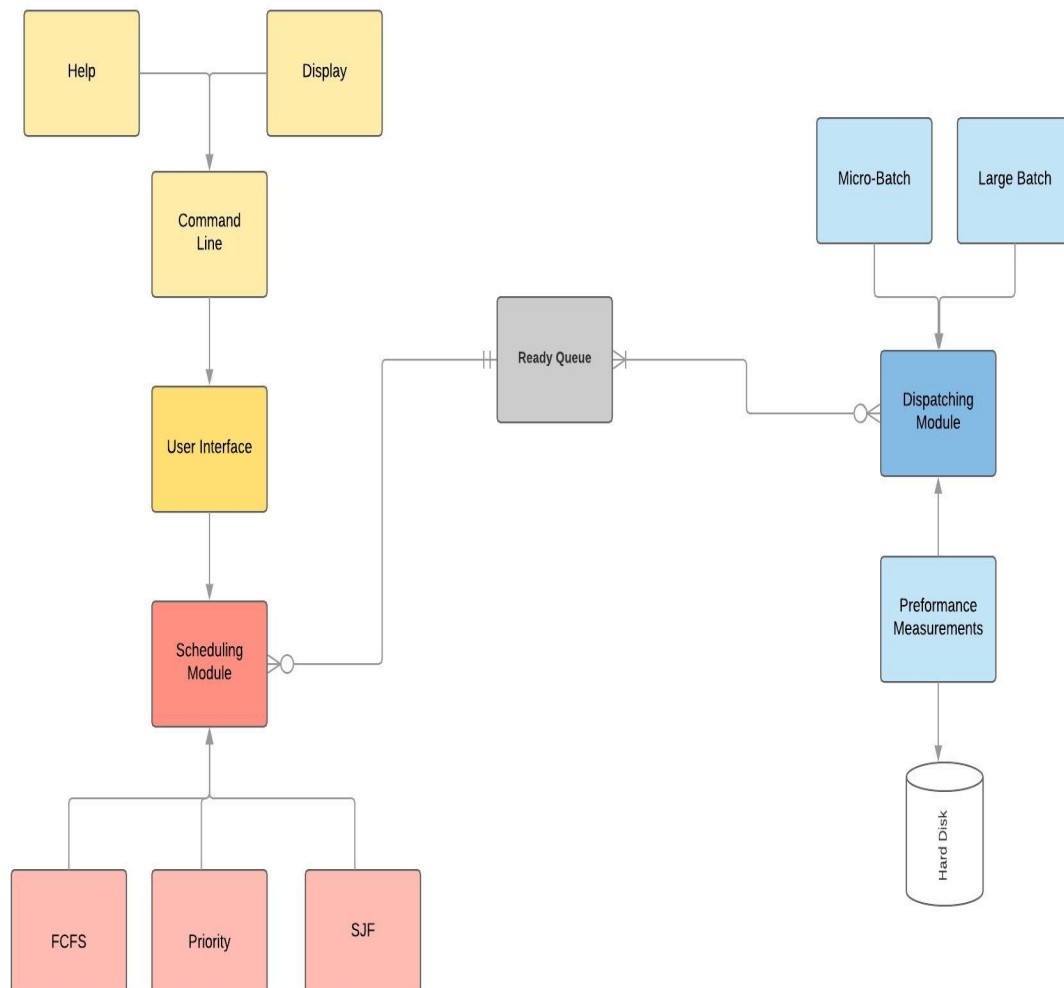 Help
Display
Micro-Batch
Large Batch
Command
Line
Ready Queue
Dispatching
Module
User Interface
Preformance
Measurements
Scheduling
Module
Hard Disk
FCFS
Priority
SJF